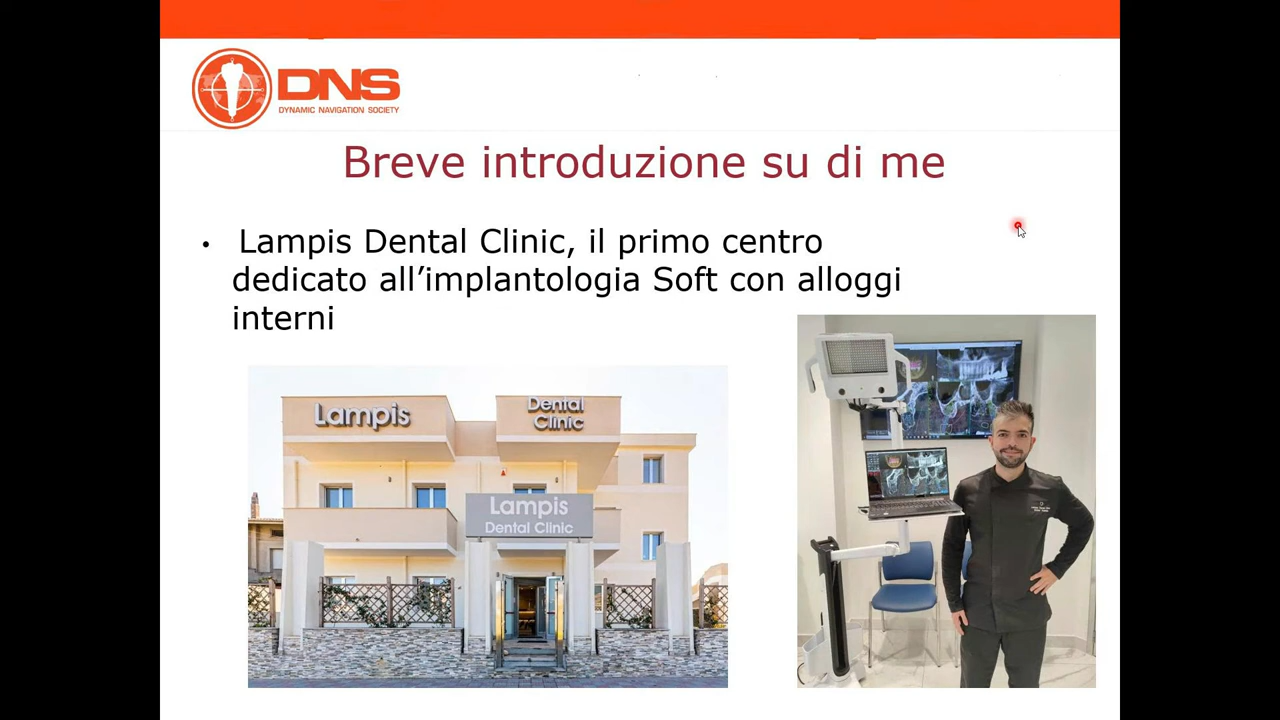 DNS
DYNAMIC NAVIGATION SOCIETY
Breve introduzione su di me
• Lampis Dental Clinic, il primo centro
dedicato all’implantologia Soft con alloggi
interni
Lampis
Dental
Clinic
Lampis
Dental Clinic